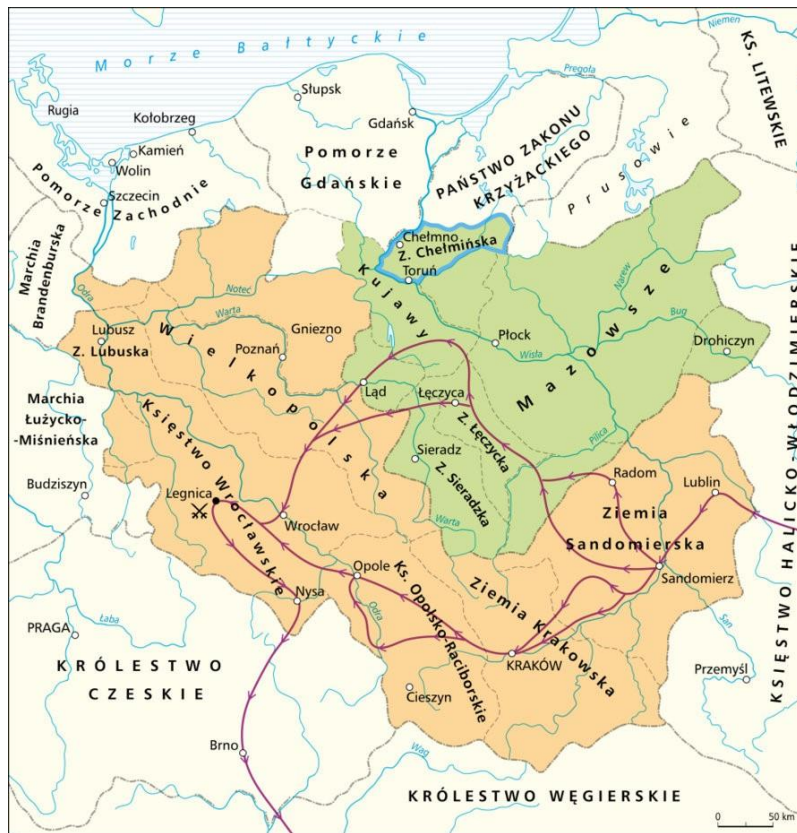 Morze Bałtyckie
Niemen
KS. LITEWSKIE
Pregoła
Słupsk
Rugia
Kołobrzeg
Gdańsk
Kamień
Wolin
Pomorze
Gdańskie
PAŃSTWO ZAKONU
KRZYŻACKIEGO
Prusowie
Szczecin
Pomorze Zachodnie
Chełmno
Z. Chełmińska
Toruń
Marchia
Brandenburska
Kujawy
Odra
Noteć
Narew
Mazowsze
Bug
Warta
Gniezno
Lubusz
Z. Lubuska
Wielkopolska
Poznań
Płock
Wisła
Drohiczyn
KSIĘSTWO HALICKO-WŁODZIMIERSKIE
Marchia
Łużycko-
-Miśnieńska
Ląd
Łęczyca
Z. Łęczycka
Księstwo Wrocławskie
Sieradz
Z. Sieradzka
Pilica
Radom
Lublin
Budziszyn
Legnica
Wrocław
Warta
Ziemia
Sandomierska
Opole
Ks. Opolsko-Raciborskie
Ziemia Krakowska
Sandomierz
Nysa
Odra
Łaba
PRAGA
San
KRÓLESTWO
CZESKIE
KRAKÓW
Przemyśl
Cieszyn
Brno
Wag
KRÓLESTWO WĘGIERSKIE
0 50 km